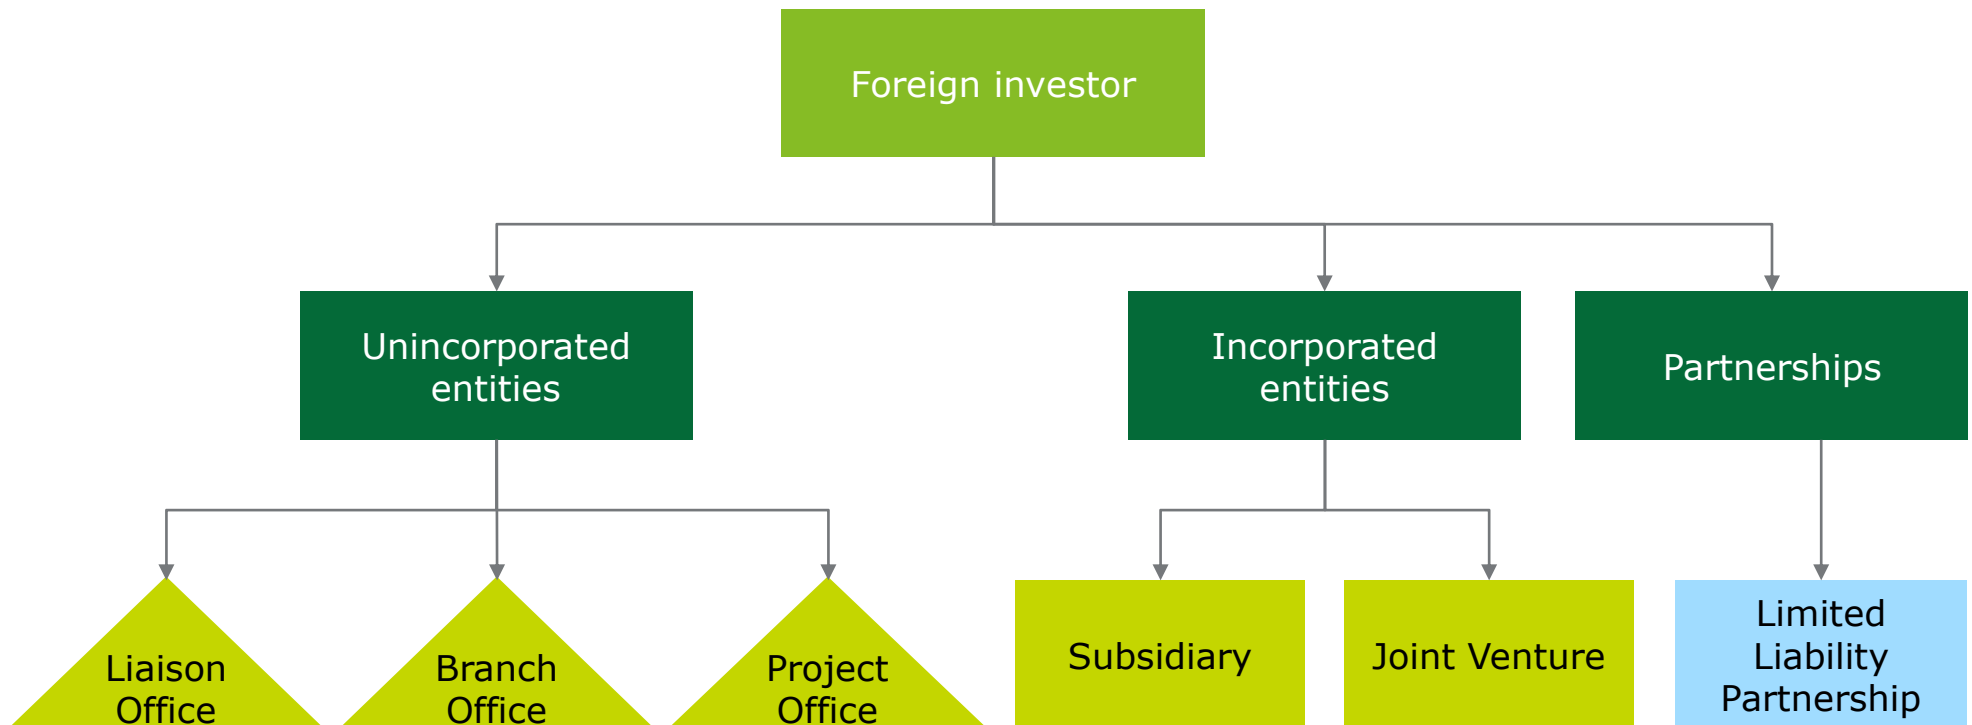 Foreign investor
Unincorporated
entities
Incorporated
entities
Partnerships
Liaison
Office
Branch
Office
Project
Office
Subsidiary
Joint Venture
Limited
Liability
Partnership